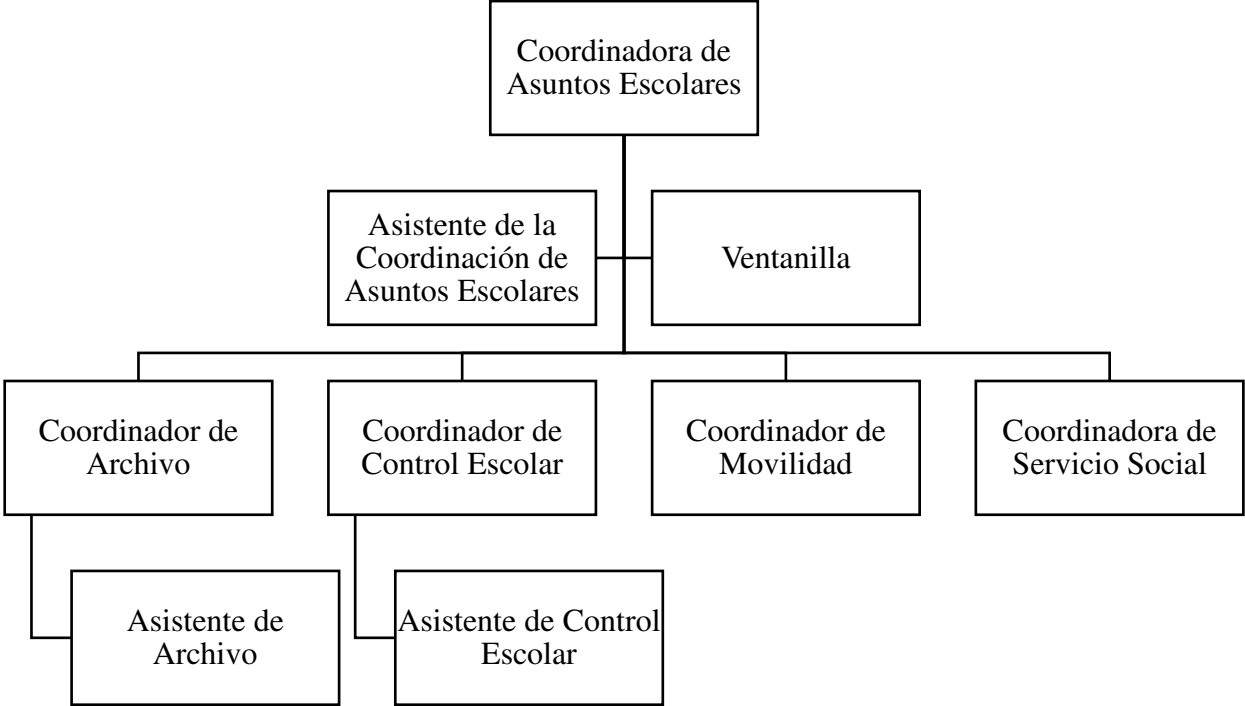 Coordinadora de
Asuntos Escolares
Asistente de la
Coordinación de
Asuntos Escolares
Ventanilla
Coordinador de
Archivo
Coordinador de
Control Escolar
Coordinador de
Movilidad
Coordinadora de
Servicio Social
Asistente de
Archivo
Asistente de Control
Escolar